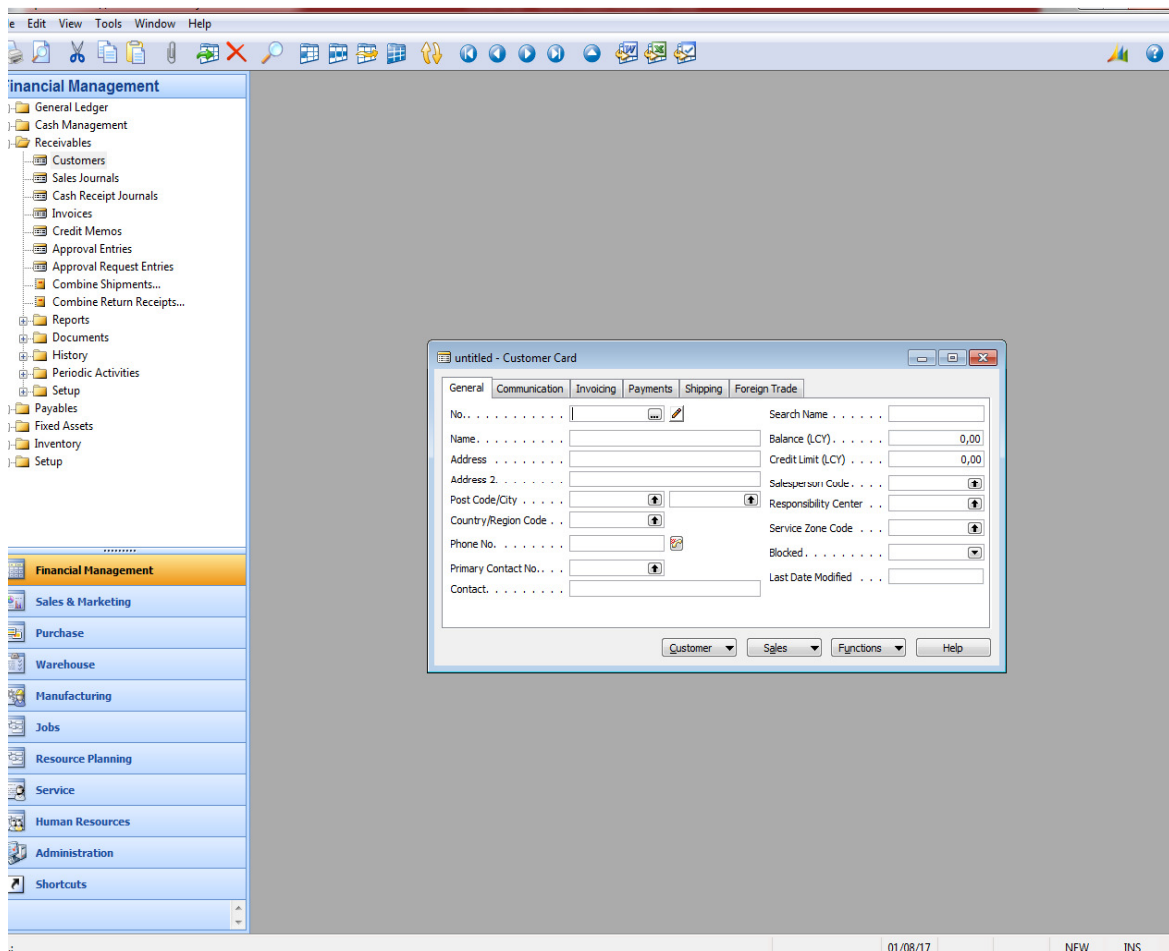 Edit View Tools Window Help
Financial Management
General Ledger
Cash Management
Receivables
Customers
Sales Journals
Cash Receipt Journals
Invoices
Credit Memos
Approval Entries
Approval Request Entries
Combine Shipments...
Combine Return Receipts...
Reports
Documents
History
Periodic Activities
Setup
Payables
Fixed Assets
Inventory
Setup
Financial Management
Sales & Marketing
Purchase
Warehouse
Manufacturing
Jobs
Resource Planning
Service
Human Resources
Administration
Shortcuts
untitled - Customer Card
General Communication Invoicing Payments Shipping Foreign Trade
No. . . . . . . . . . . .
Name. . . . . . . . . .
Address . . . . . . . .
Address 2. . . . . . . .
Post Code/City . . . . .
Country/Region Code . .
Phone No. . . . . . . .
Primary Contact No. . . .
Contact. . . . . . . . .
Search Name . . . . . .
Balance (LCY). . . . . . 0,00
Credit Limit (LCY) . . . . 0,00
Salesperson Code. . . .
Responsibility Center . .
Service Zone Code . . .
Blocked. . . . . . . . .
Last Date Modified . . .
Customer Sales Functions Help
01/08/17 NEW INS